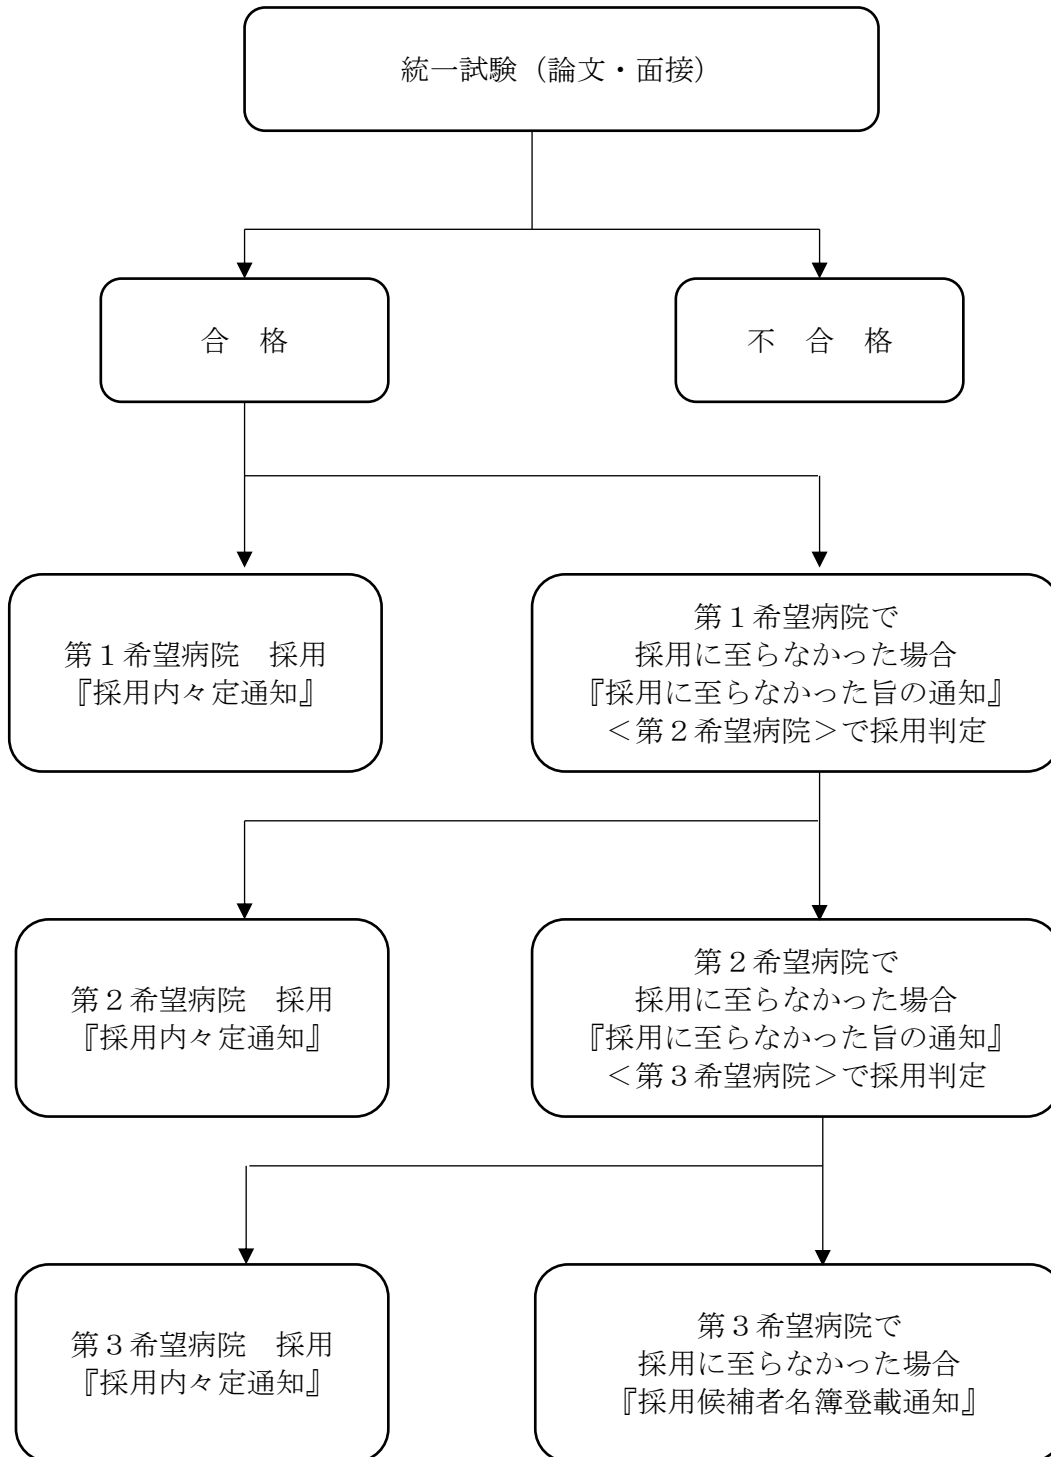 統一試験（論文・面接）
合　格
不　合　格
第１希望病院　採用
『採用内々定通知』
第１希望病院で
採用に至らなかった場合
『採用に至らなかった旨の通知』
＜第２希望病院＞で採用判定
第２希望病院　採用
『採用内々定通知』
第２希望病院で
採用に至らなかった場合
『採用に至らなかった旨の通知』
＜第３希望病院＞で採用判定
第３希望病院　採用
『採用内々定通知』
第３希望病院で
採用に至らなかった場合
『採用候補者名簿登載通知』